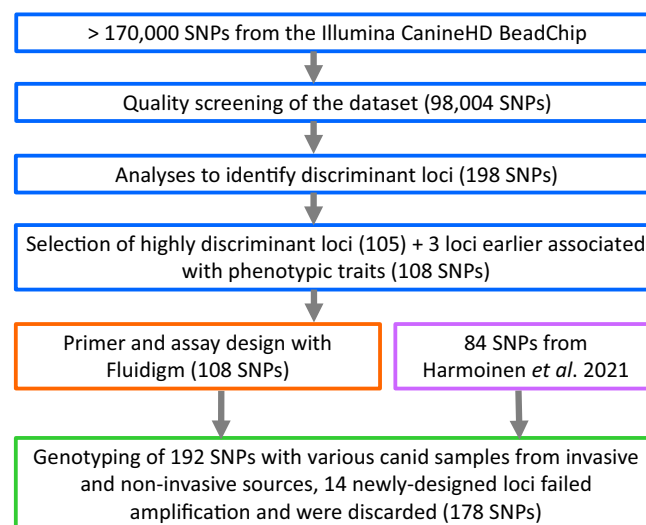 > 170,000 SNPs from the Illumina CanineHD BeadChip
Quality screening of the dataset (98,004 SNPs)
Analyses to identify discriminant loci (198 SNPs)
Selection of highly discriminant loci (105) + 3 loci earlier associated
with phenotypic traits (108 SNPs)
Primer and assay design with
Fluidigm (108 SNPs)
84 SNPs from
Harmoinen et al. 2021
Genotyping of 192 SNPs with various canid samples from invasive
and non-invasive sources, 14 newly-designed loci failed
amplification and were discarded (178 SNPs)